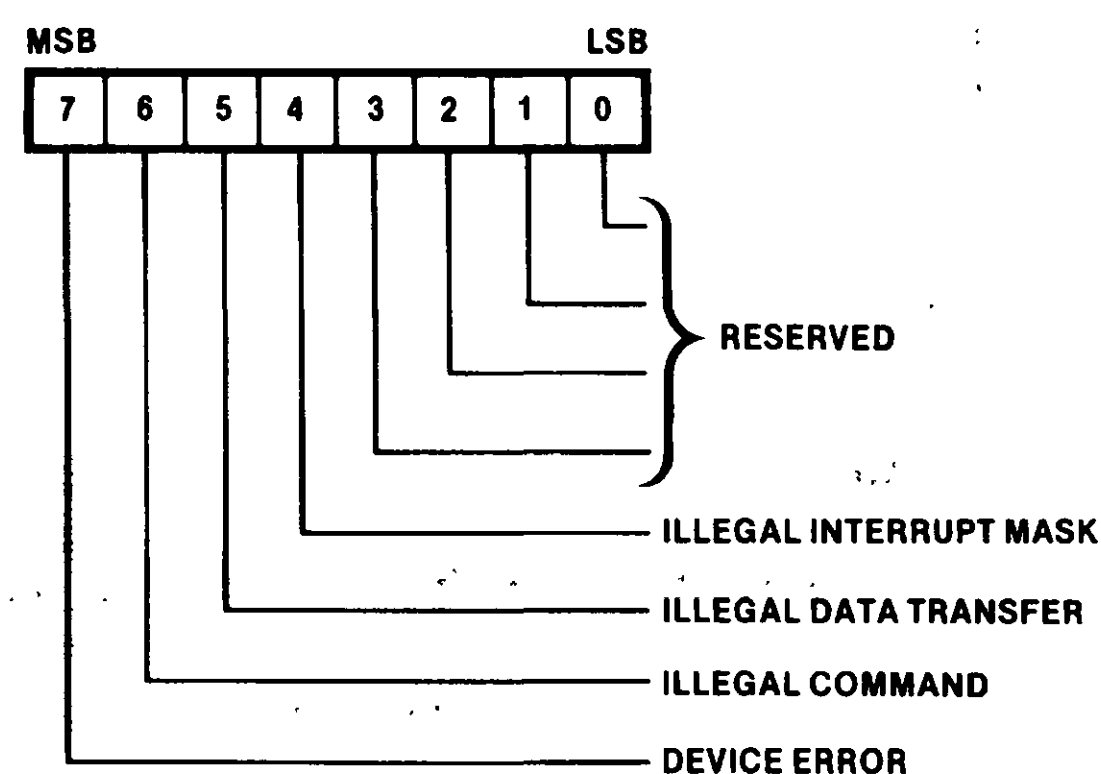 MSB LSB
7 6 5 4 3 2 1 0
RESERVED
ILLEGAL INTERRUPT MASK
ILLEGAL DATA TRANSFER
ILLEGAL COMMAND
DEVICE ERROR